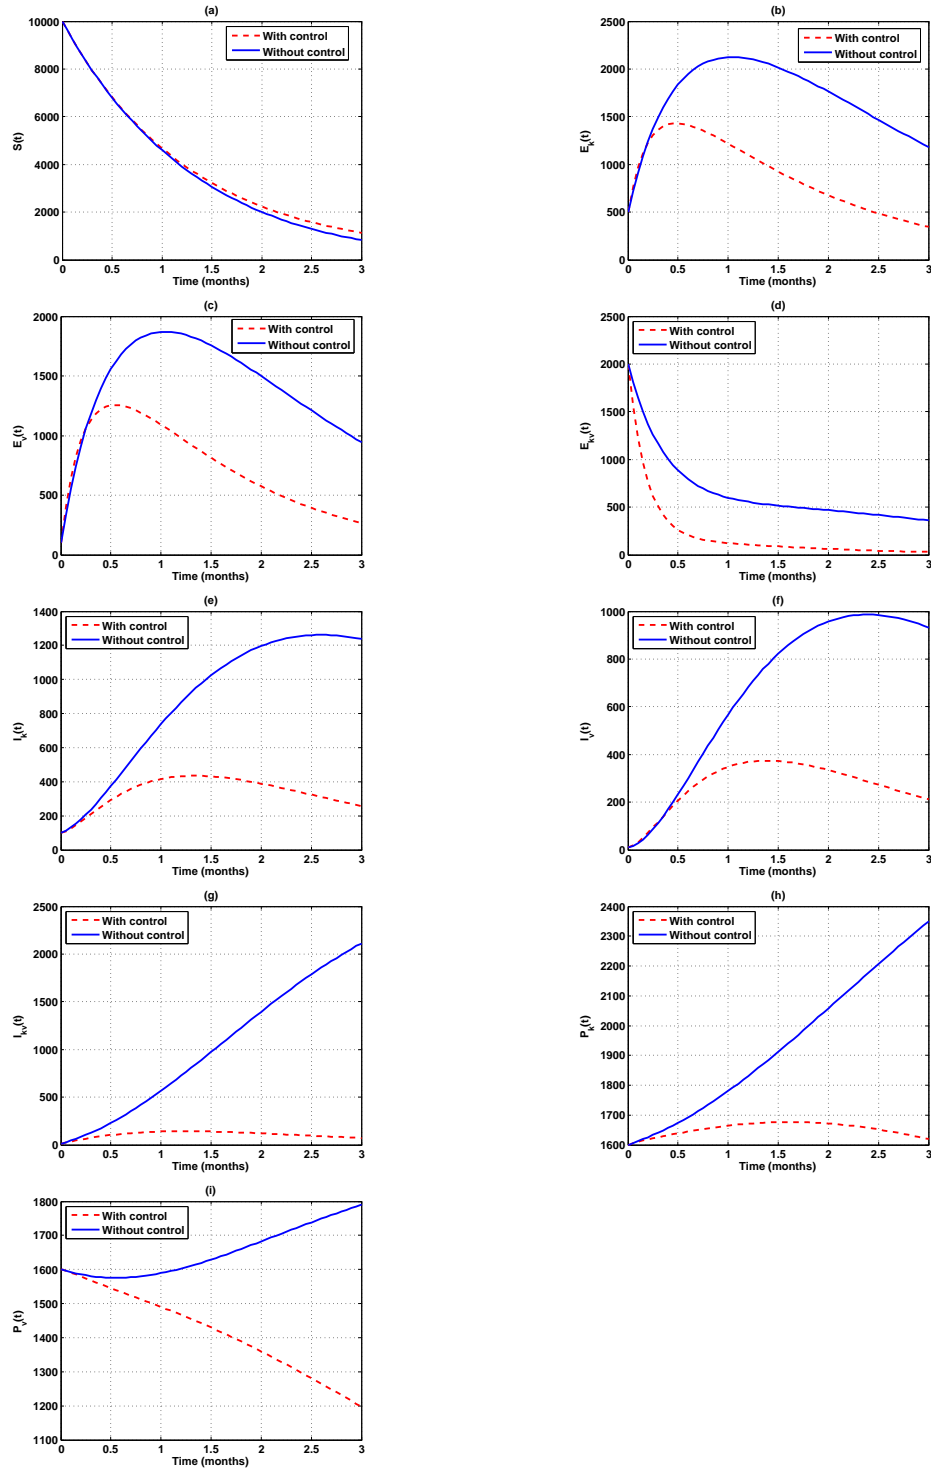 (a)
10000
8000
6000
4000
2000
0
S(t)
With control
Without control
0 0.5 1 1.5 2 2.5 3
Time (months)
(b)
2500
2000
1500
1000
500
0
E_k(t)
With control
Without control
0 0.5 1 1.5 2 2.5 3
Time (months)
(c)
2000
1500
1000
500
0
E_v(t)
With control
Without control
0 0.5 1 1.5 2 2.5 3
Time (months)
(d)
2500
2000
1500
1000
500
0
E_kv(t)
With control
Without control
0 0.5 1 1.5 2 2.5 3
Time (months)
(e)
1400
1200
1000
800
600
400
200
0
I_k(t)
With control
Without control
0 0.5 1 1.5 2 2.5 3
Time (months)
(f)
1000
800
600
400
200
0
I_v(t)
With control
Without control
0 0.5 1 1.5 2 2.5 3
Time (months)
(g)
2500
2000
1500
1000
500
0
I_kv(t)
With control
Without control
0 0.5 1 1.5 2 2.5 3
Time (months)
(h)
2400
2300
2200
2100
2000
1900
1800
1700
1600
P_k(t)
With control
Without control
0 0.5 1 1.5 2 2.5 3
Time (months)
(i)
1800
1700
1600
1500
1400
1300
1200
1100
P_v(t)
With control
Without control
0 0.5 1 1.5 2 2.5 3
Time (months)